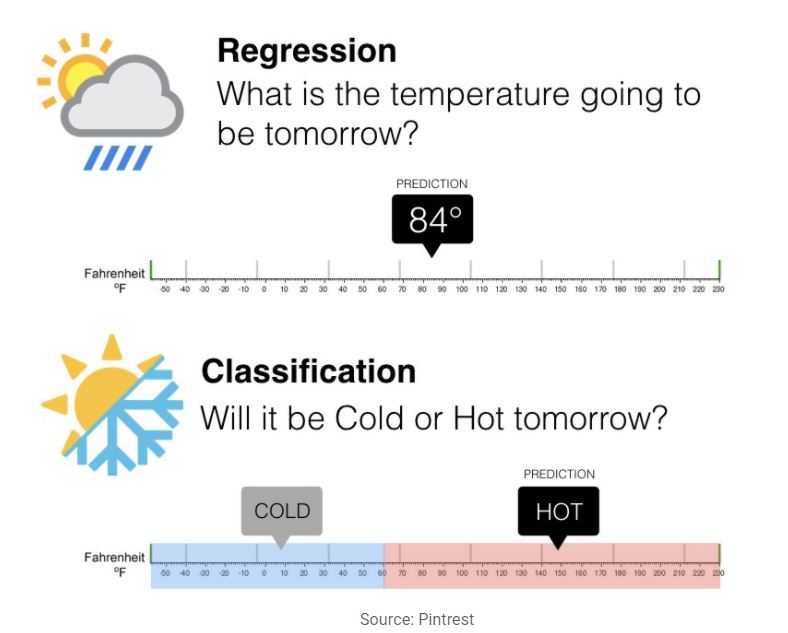 Regression
What is the temperature going to
be tomorrow?
PREDICTION
84°
Fahrenheit
°F
-50 -40 -30 -20 -10 0 10 20 30 40 50 60 70 80 90 100 110 120 130 140 150 160 170 180 190 200 210 220 230
Classification
Will it be Cold or Hot tomorrow?
PREDICTION
COLD HOT
Fahrenheit
°F
-50 -40 -30 -20 -10 0 10 20 30 40 50 60 70 80 90 100 110 120 130 140 150 160 170 180 190 200 210 220 230
Source: Pintrest